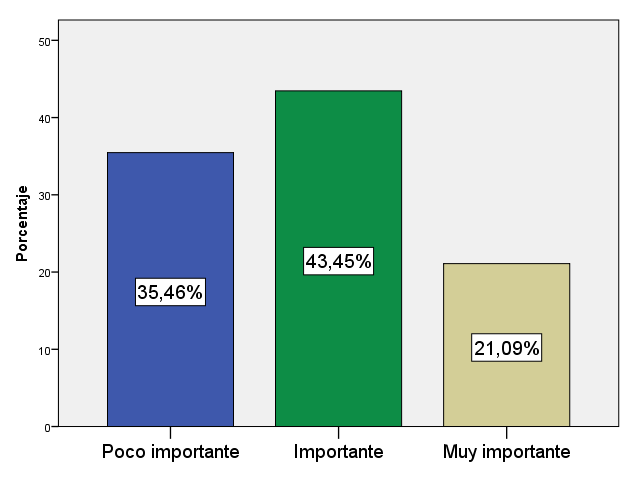 Porcentaje
50
40
30
20
10
0
35,46%
43,45%
21,09%
Poco importante
Importante
Muy importante